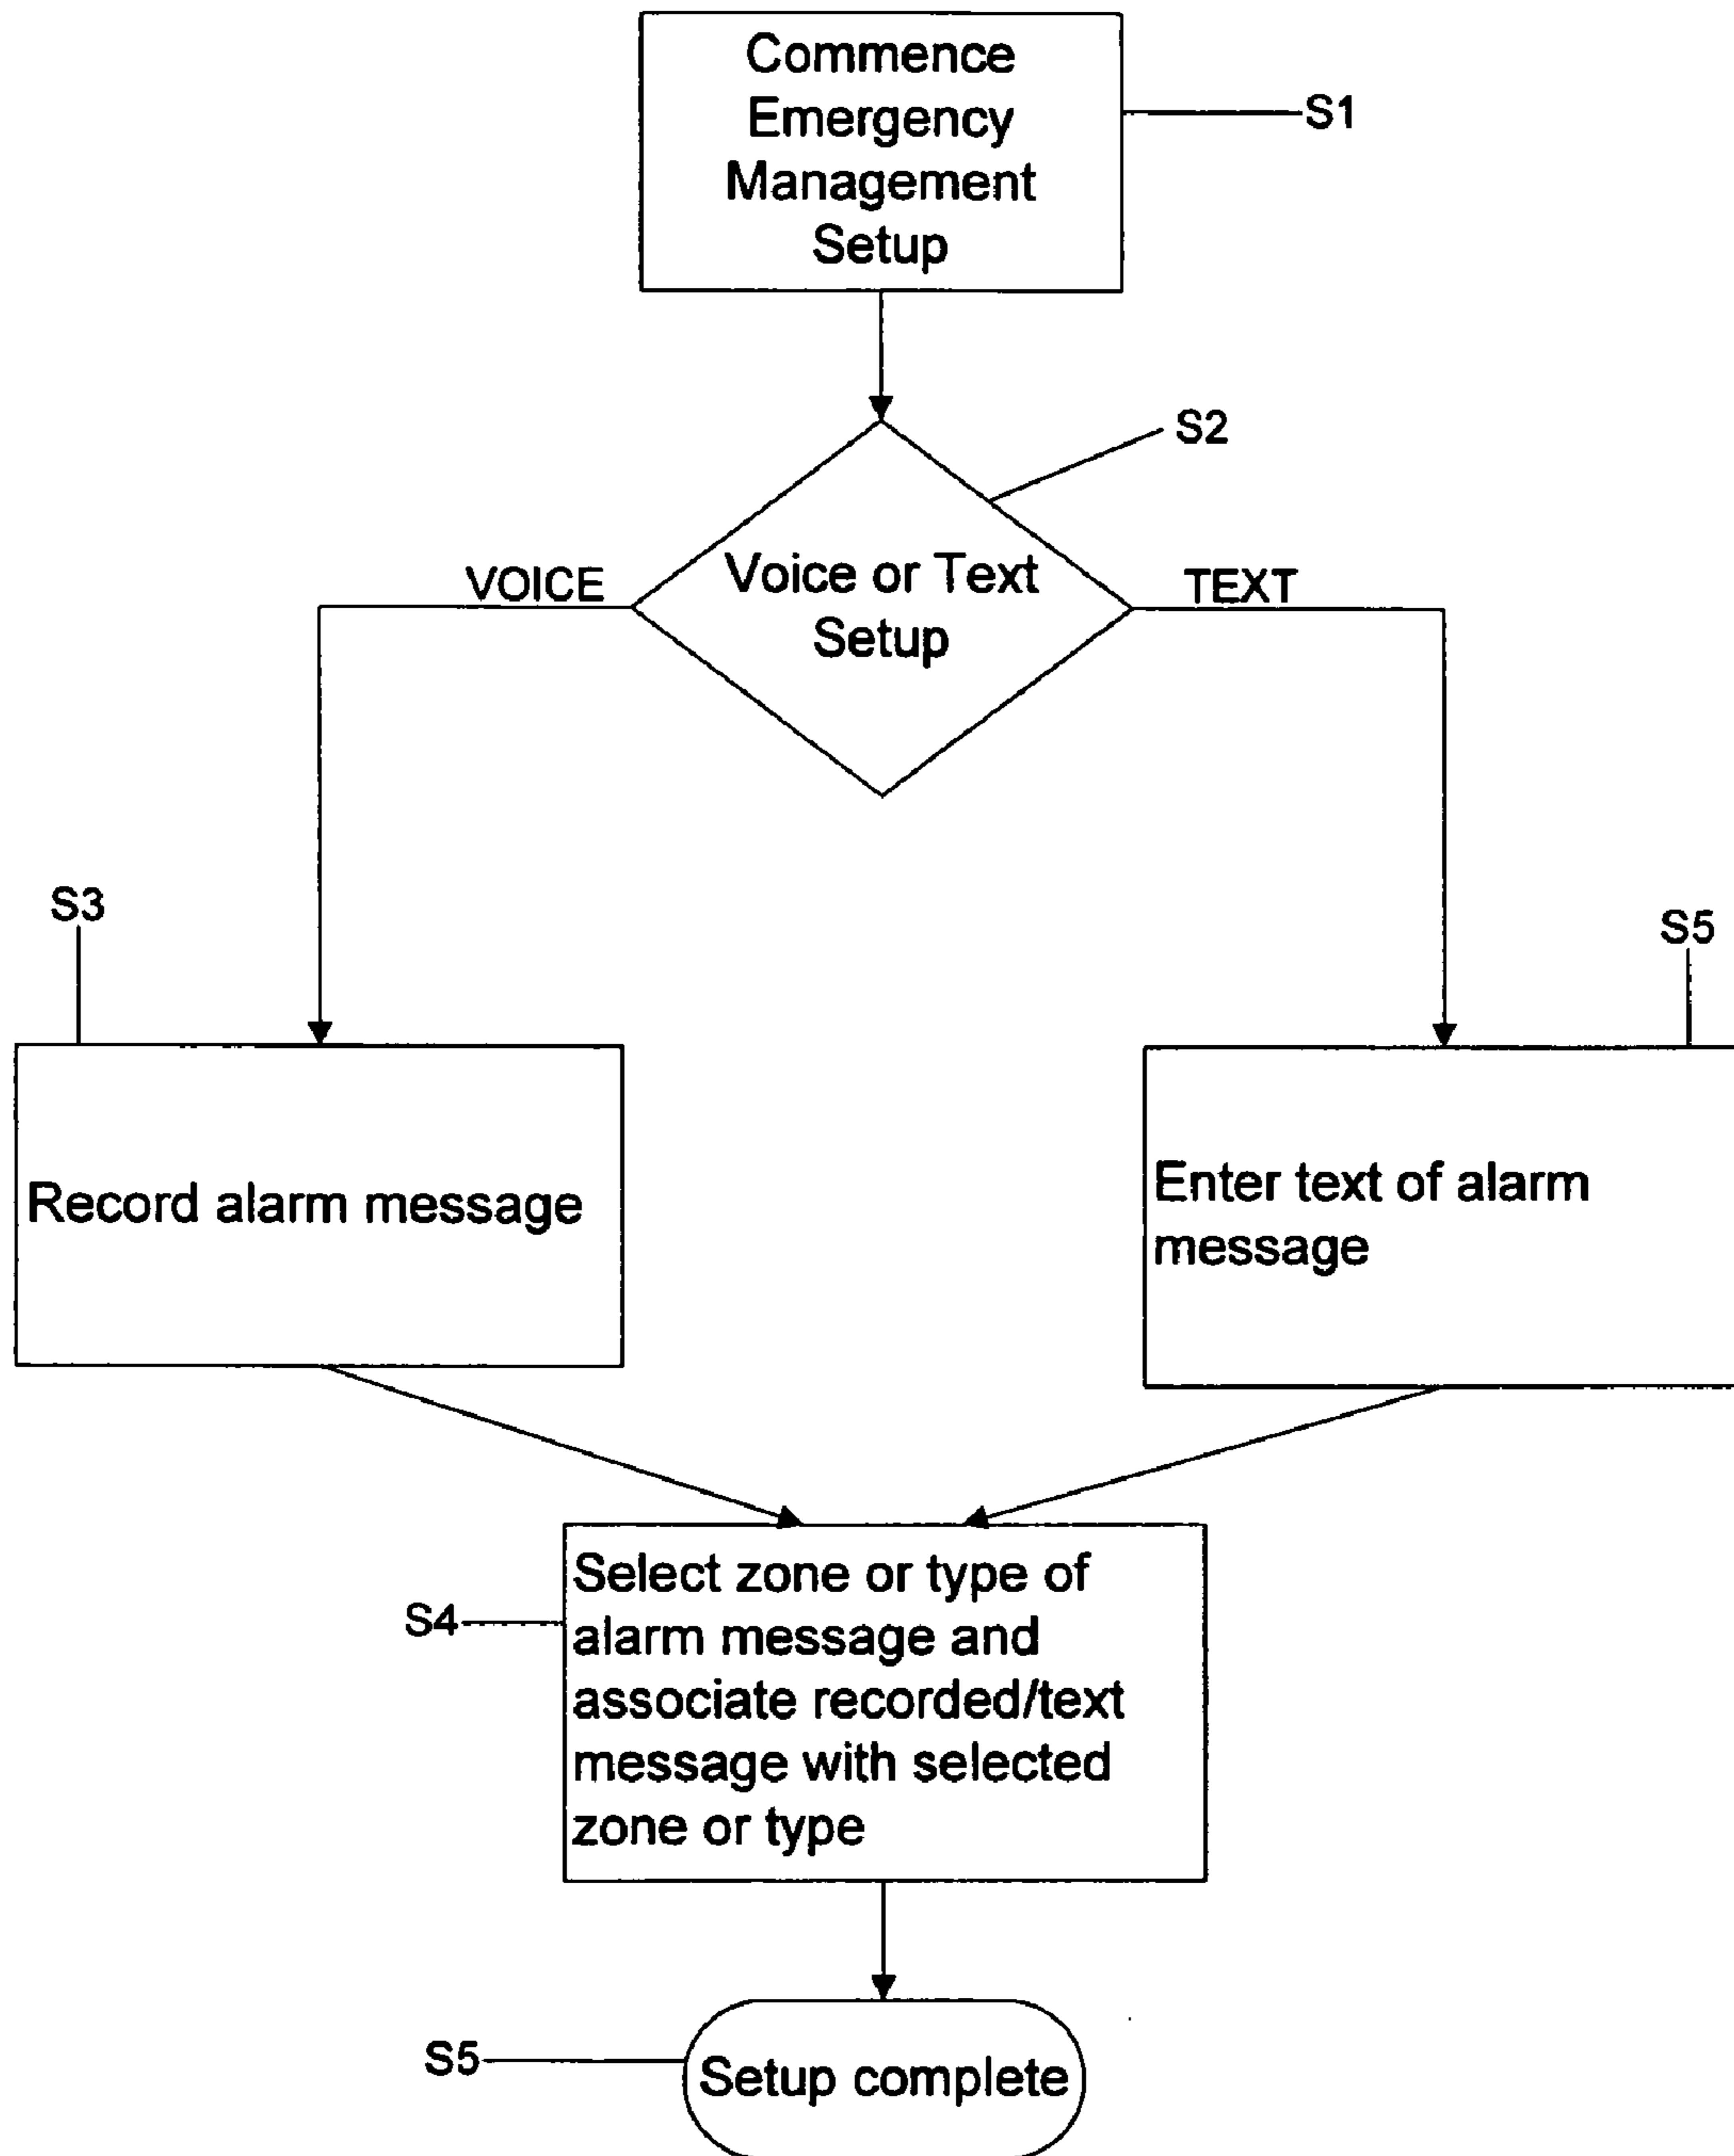 Commence
Emergency
Management
Setup
S1
S2
VOICE
Voice or Text
Setup
TEXT
S3
S5
Record alarm message
Enter text of alarm
message
S4
Select zone or type of
alarm message and
associate recorded/text
message with selected
zone or type
S5
Setup complete